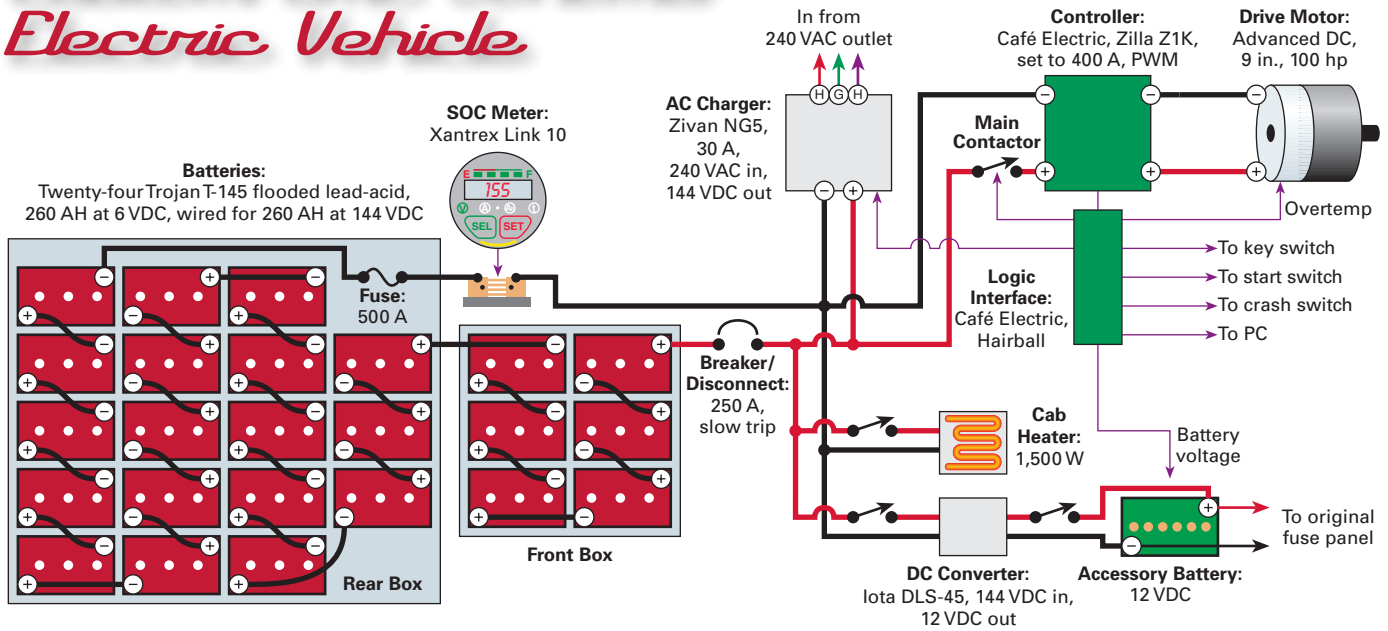 Electric Vehicle
Batteries:
Twenty-four Trojan T-145 flooded lead-acid,
260 AH at 6 VDC, wired for 260 AH at 144 VDC
SOC Meter:
Xantrex Link 10
E F
155
V A Ah t
SEL SET
Fuse:
500 A
Rear Box
Front Box
Breaker/
Disconnect:
250 A,
slow trip
In from
240 VAC outlet
H G H
AC Charger:
Zivan NG5,
30 A,
240 VAC in,
144 VDC out
Controller:
Café Electric, Zilla Z1K,
set to 400 A, PWM
Drive Motor:
Advanced DC,
9 in., 100 hp
Main
Contactor
Overtemp
Logic
Interface:
Café Electric,
Hairball
To key switch
To start switch
To crash switch
To PC
Cab
Heater:
1,500 W
Battery
voltage
To original
fuse panel
DC Converter:
Iota DLS-45, 144 VDC in,
12 VDC out
Accessory Battery:
12 VDC